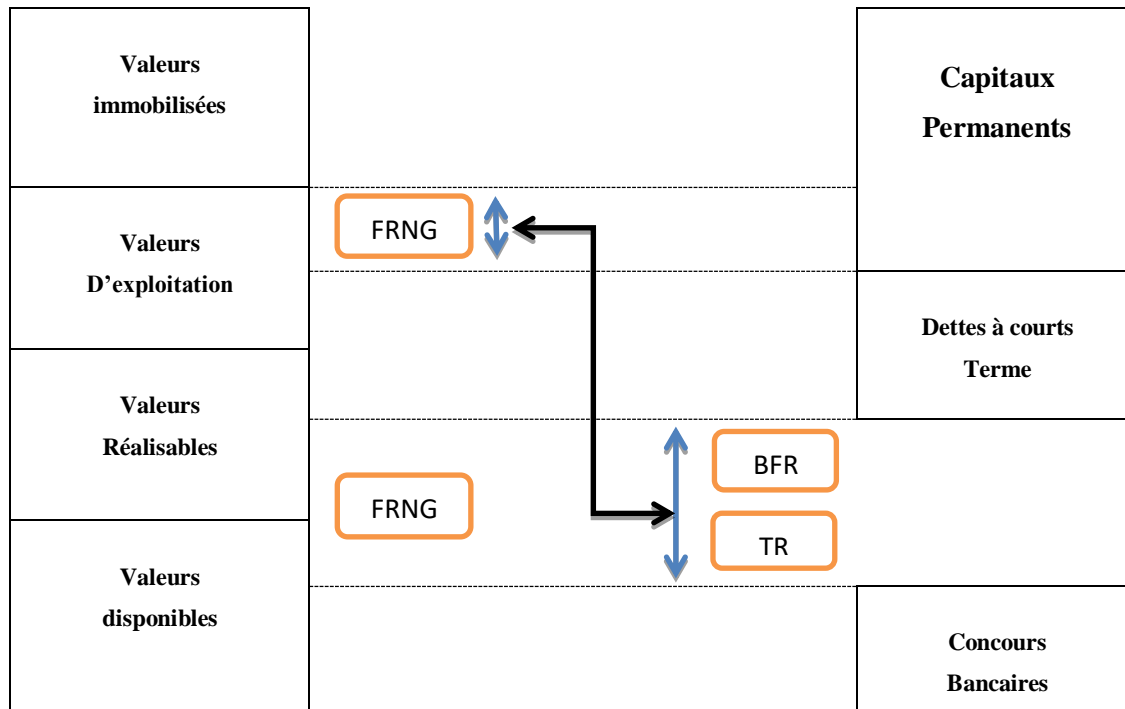 Valeurs
immobilisées
Capitaux
Permanents
FRNG
Valeurs
D’exploitation
Dettes à courts
Terme
Valeurs
Réalisables
BFR
FRNG
TR
Valeurs
disponibles
Concours
Bancaires